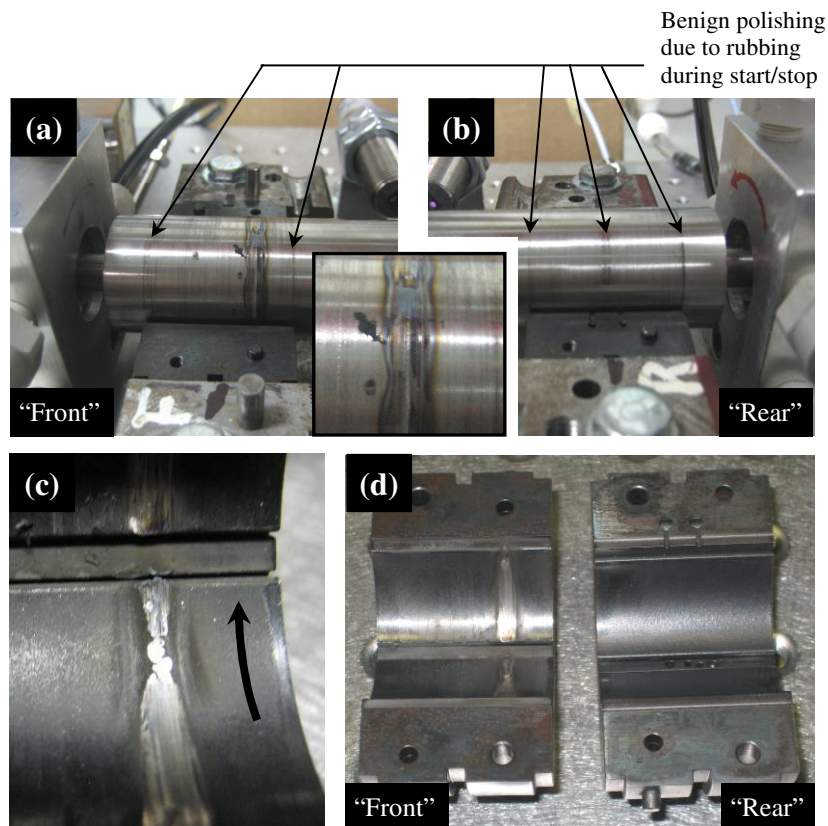 Benign polishing
due to rubbing
during start/stop
(a)
(b)
"Front"
F
R
"Rear"
(c)
(d)
"Front"
"Rear"